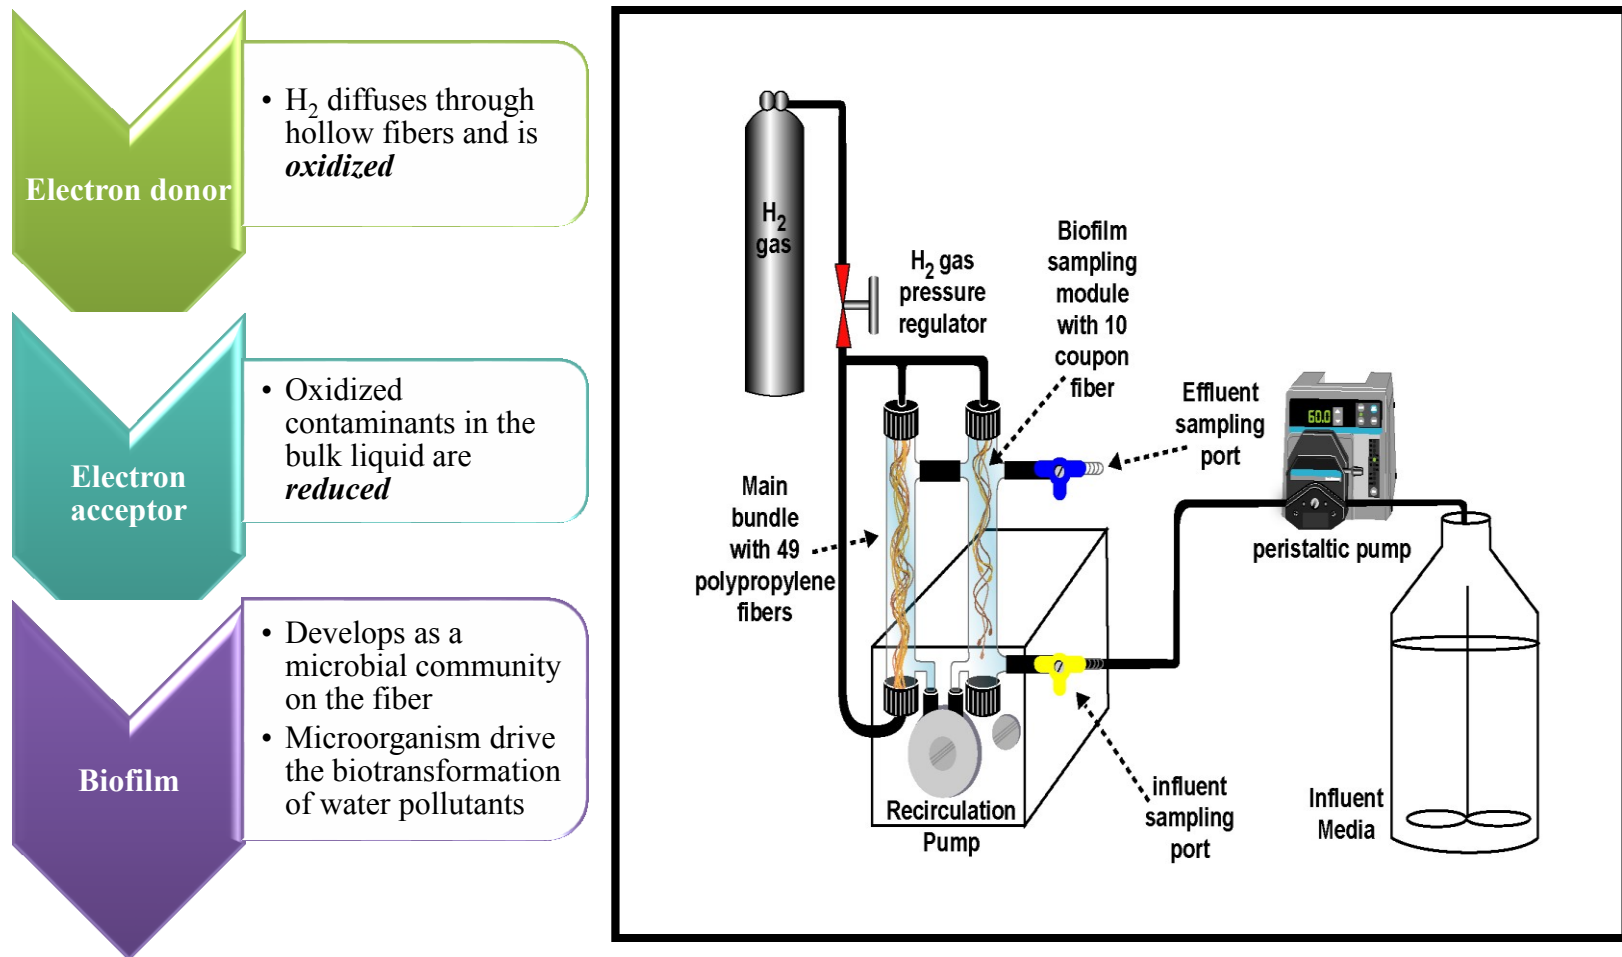 Electron donor
• H₂ diffuses through
hollow fibers and is
oxidized
Electron
acceptor
• Oxidized
contaminants in the
bulk liquid are
reduced
Biofilm
• Develops as a
microbial community
on the fiber
• Microorganism drive
the biotransformation
of water pollutants
H₂
gas
H₂ gas
pressure
regulator
Biofilm
sampling
module
with 10
coupon
fiber
Effluent
sampling
port
60.0
peristaltic pump
Main
bundle
with 49
polypropylene
fibers
Recirculation
Pump
influent
sampling
port
Influent
Media